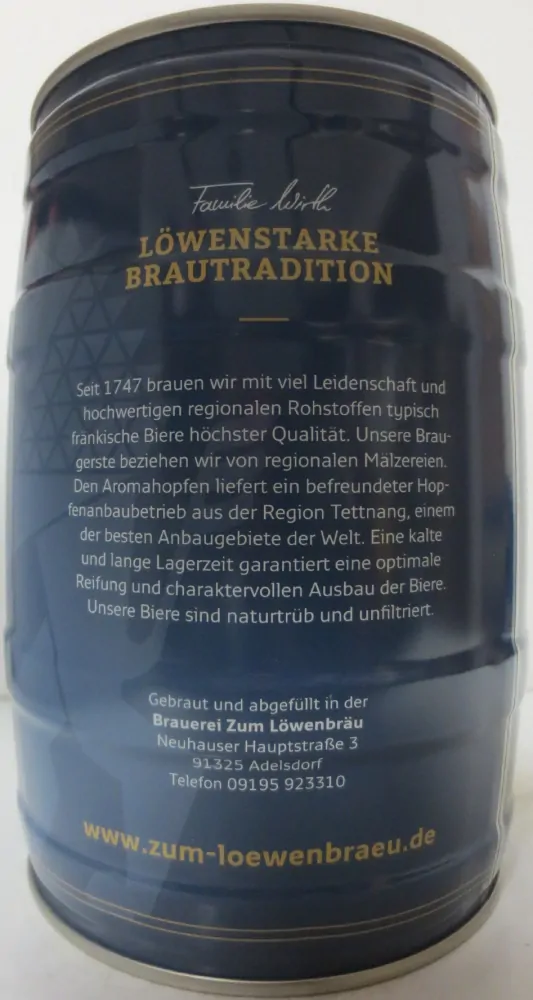 Familie Wirth
LÖWENSTARKE
BRAUTRADITION
Seit 1747 brauen wir mit viel Leidenschaft und
hochwertigen regionalen Rohstoffen typisch
fränkische Biere höchster Qualität. Unsere Brau-
gerste beziehen wir von regionalen Mälzereien.
Den Aromahopfen liefert ein befreundeter Hop-
fenanbaubetrieb aus der Region Tettnang, einem
der besten Anbaugebiete der Welt. Eine kalte
und lange Lagerzeit garantiert eine optimale
Reifung und charaktervollen Ausbau der Biere.
Unsere Biere sind naturtrüb und unfiltriert.
Gebraut und abgefüllt in der
Brauerei Zum Löwenbräu
Neuhauser Hauptstraße 3
91325 Adelsdorf
Telefon 09195 923310
www.zum-loewenbraeu.de